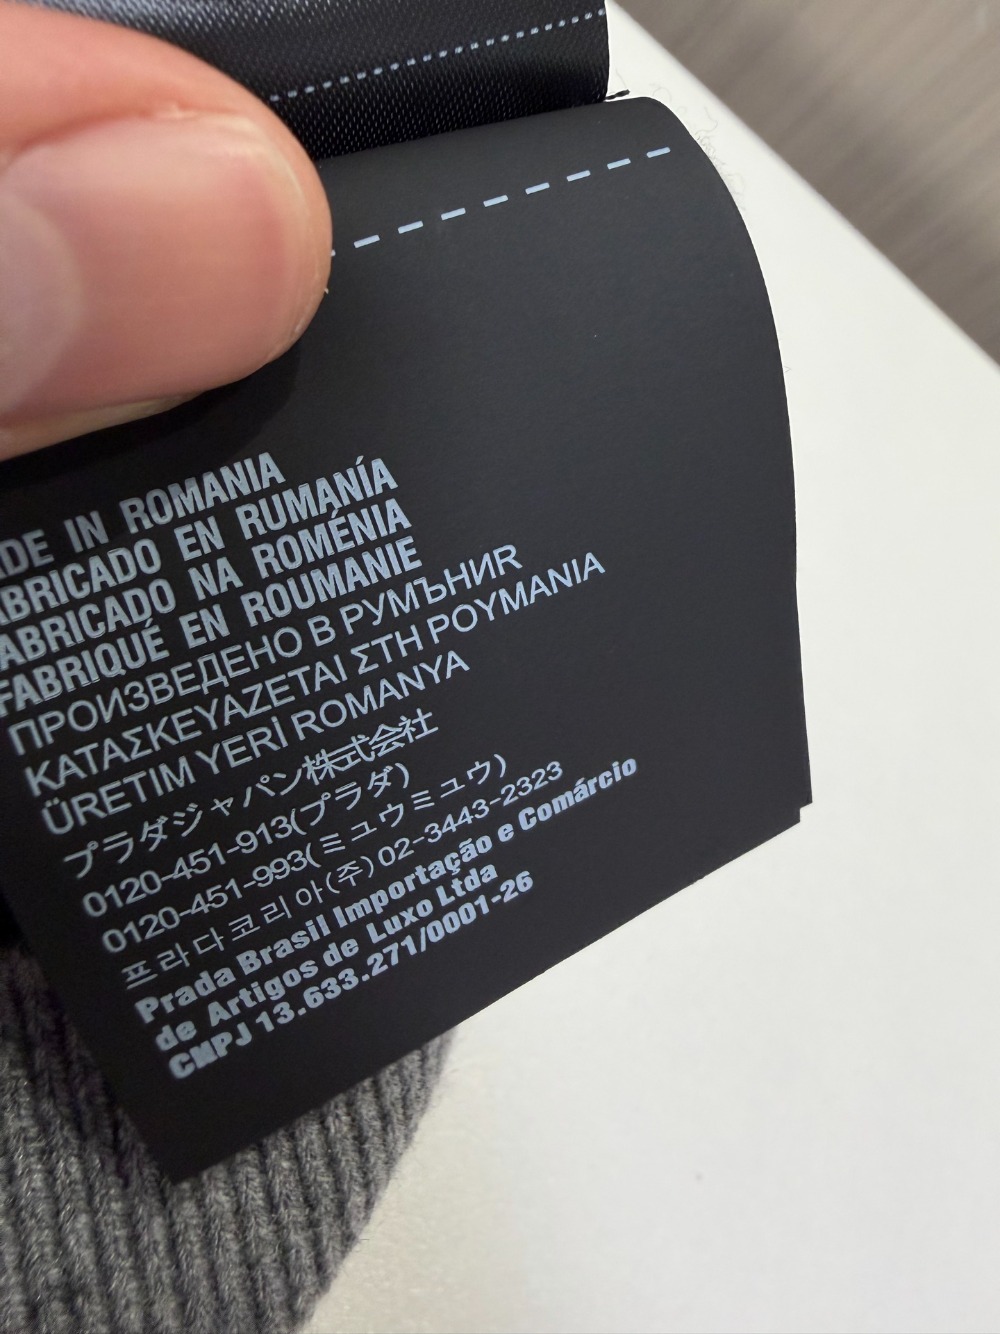 DE IN ROMANIA
ABRICADO EN RUMANÍA
ABRICADO NA ROMÉNIA
FABRIQUÉ EN ROUMANIE
ПРОИЗВЕДЕНО В РУМЪНИR
ΚΑΤΑΣΚΕΥΑΖΕΤΑΙ ΣΤΗ ΡΟΥΜΑΝΙΑ
ÜRETIM YERİ ROMANYA
プラダジャパン株式会社
0120-451-913(プラダ)
0120-451-993(ミュウミュウ)
프라다코리아(주) 02-3443-2323
Prada Brasil Importação e Comárcio
de Artigos de Luxo Ltda
CNPJ 13.633.271/0001-26